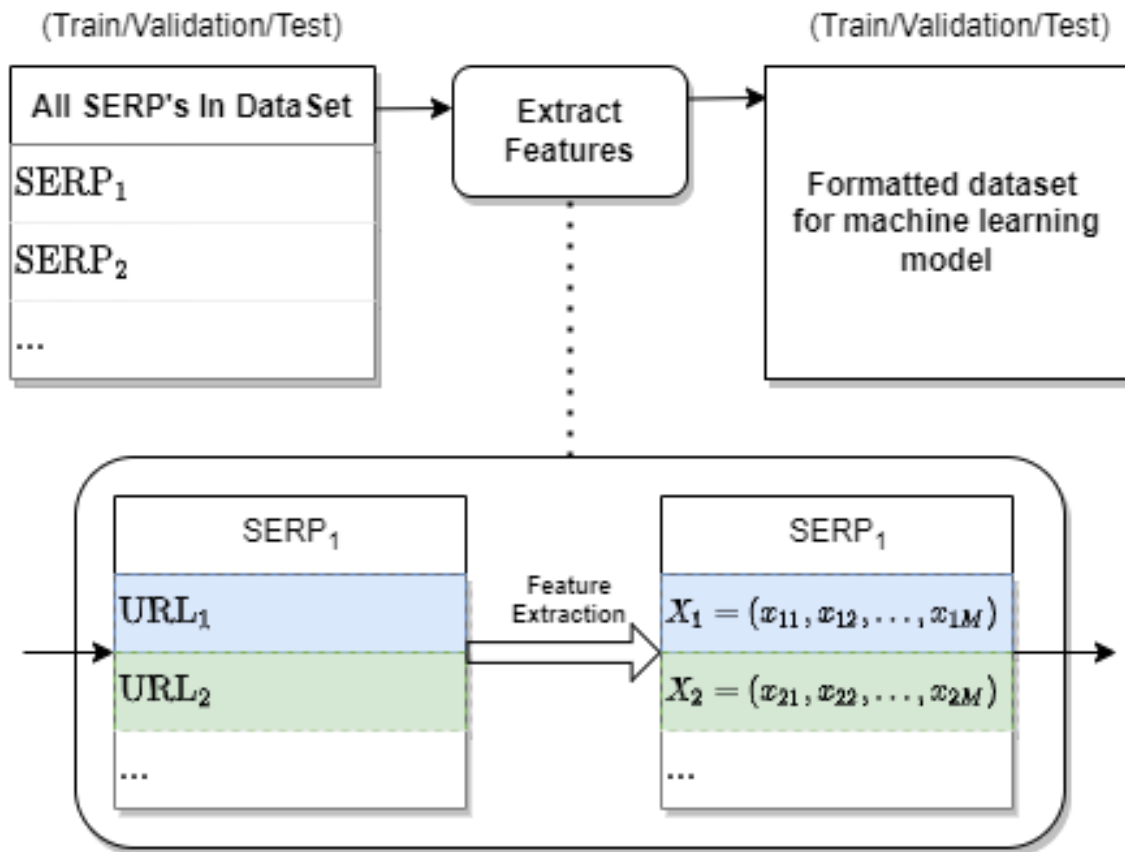 (Train/Validation/Test)
All SERP's In DataSet
SERP₁
SERP₂
...
Extract
Features
(Train/Validation/Test)
Formatted dataset
for machine learning
model
SERP₁
URL₁
URL₂
...
Feature
Extraction
SERP₁
X₁ = (x₁₁, x₁₂, . . . , x₁M)
X₂ = (x₂₁, x₂₂, . . . , x₂M)
...